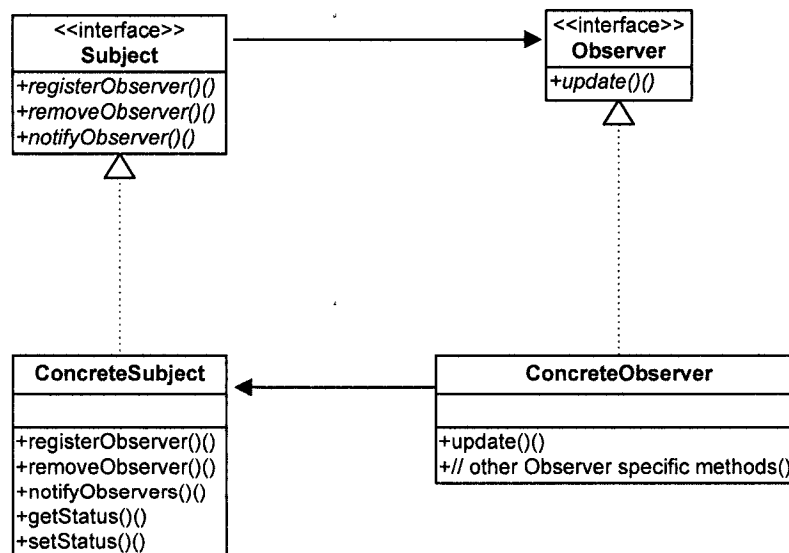 <<interface>>
Subject
+registerObserver()()
+removeObserver()()
+notifyObserver()()
<<interface>>
Observer
+update()()
ConcreteSubject
+registerObserver()()
+removeObserver()()
+notifyObservers()()
+getStatus()()
+setStatus()()
ConcreteObserver
+update()()
+// other Observer specific methods()